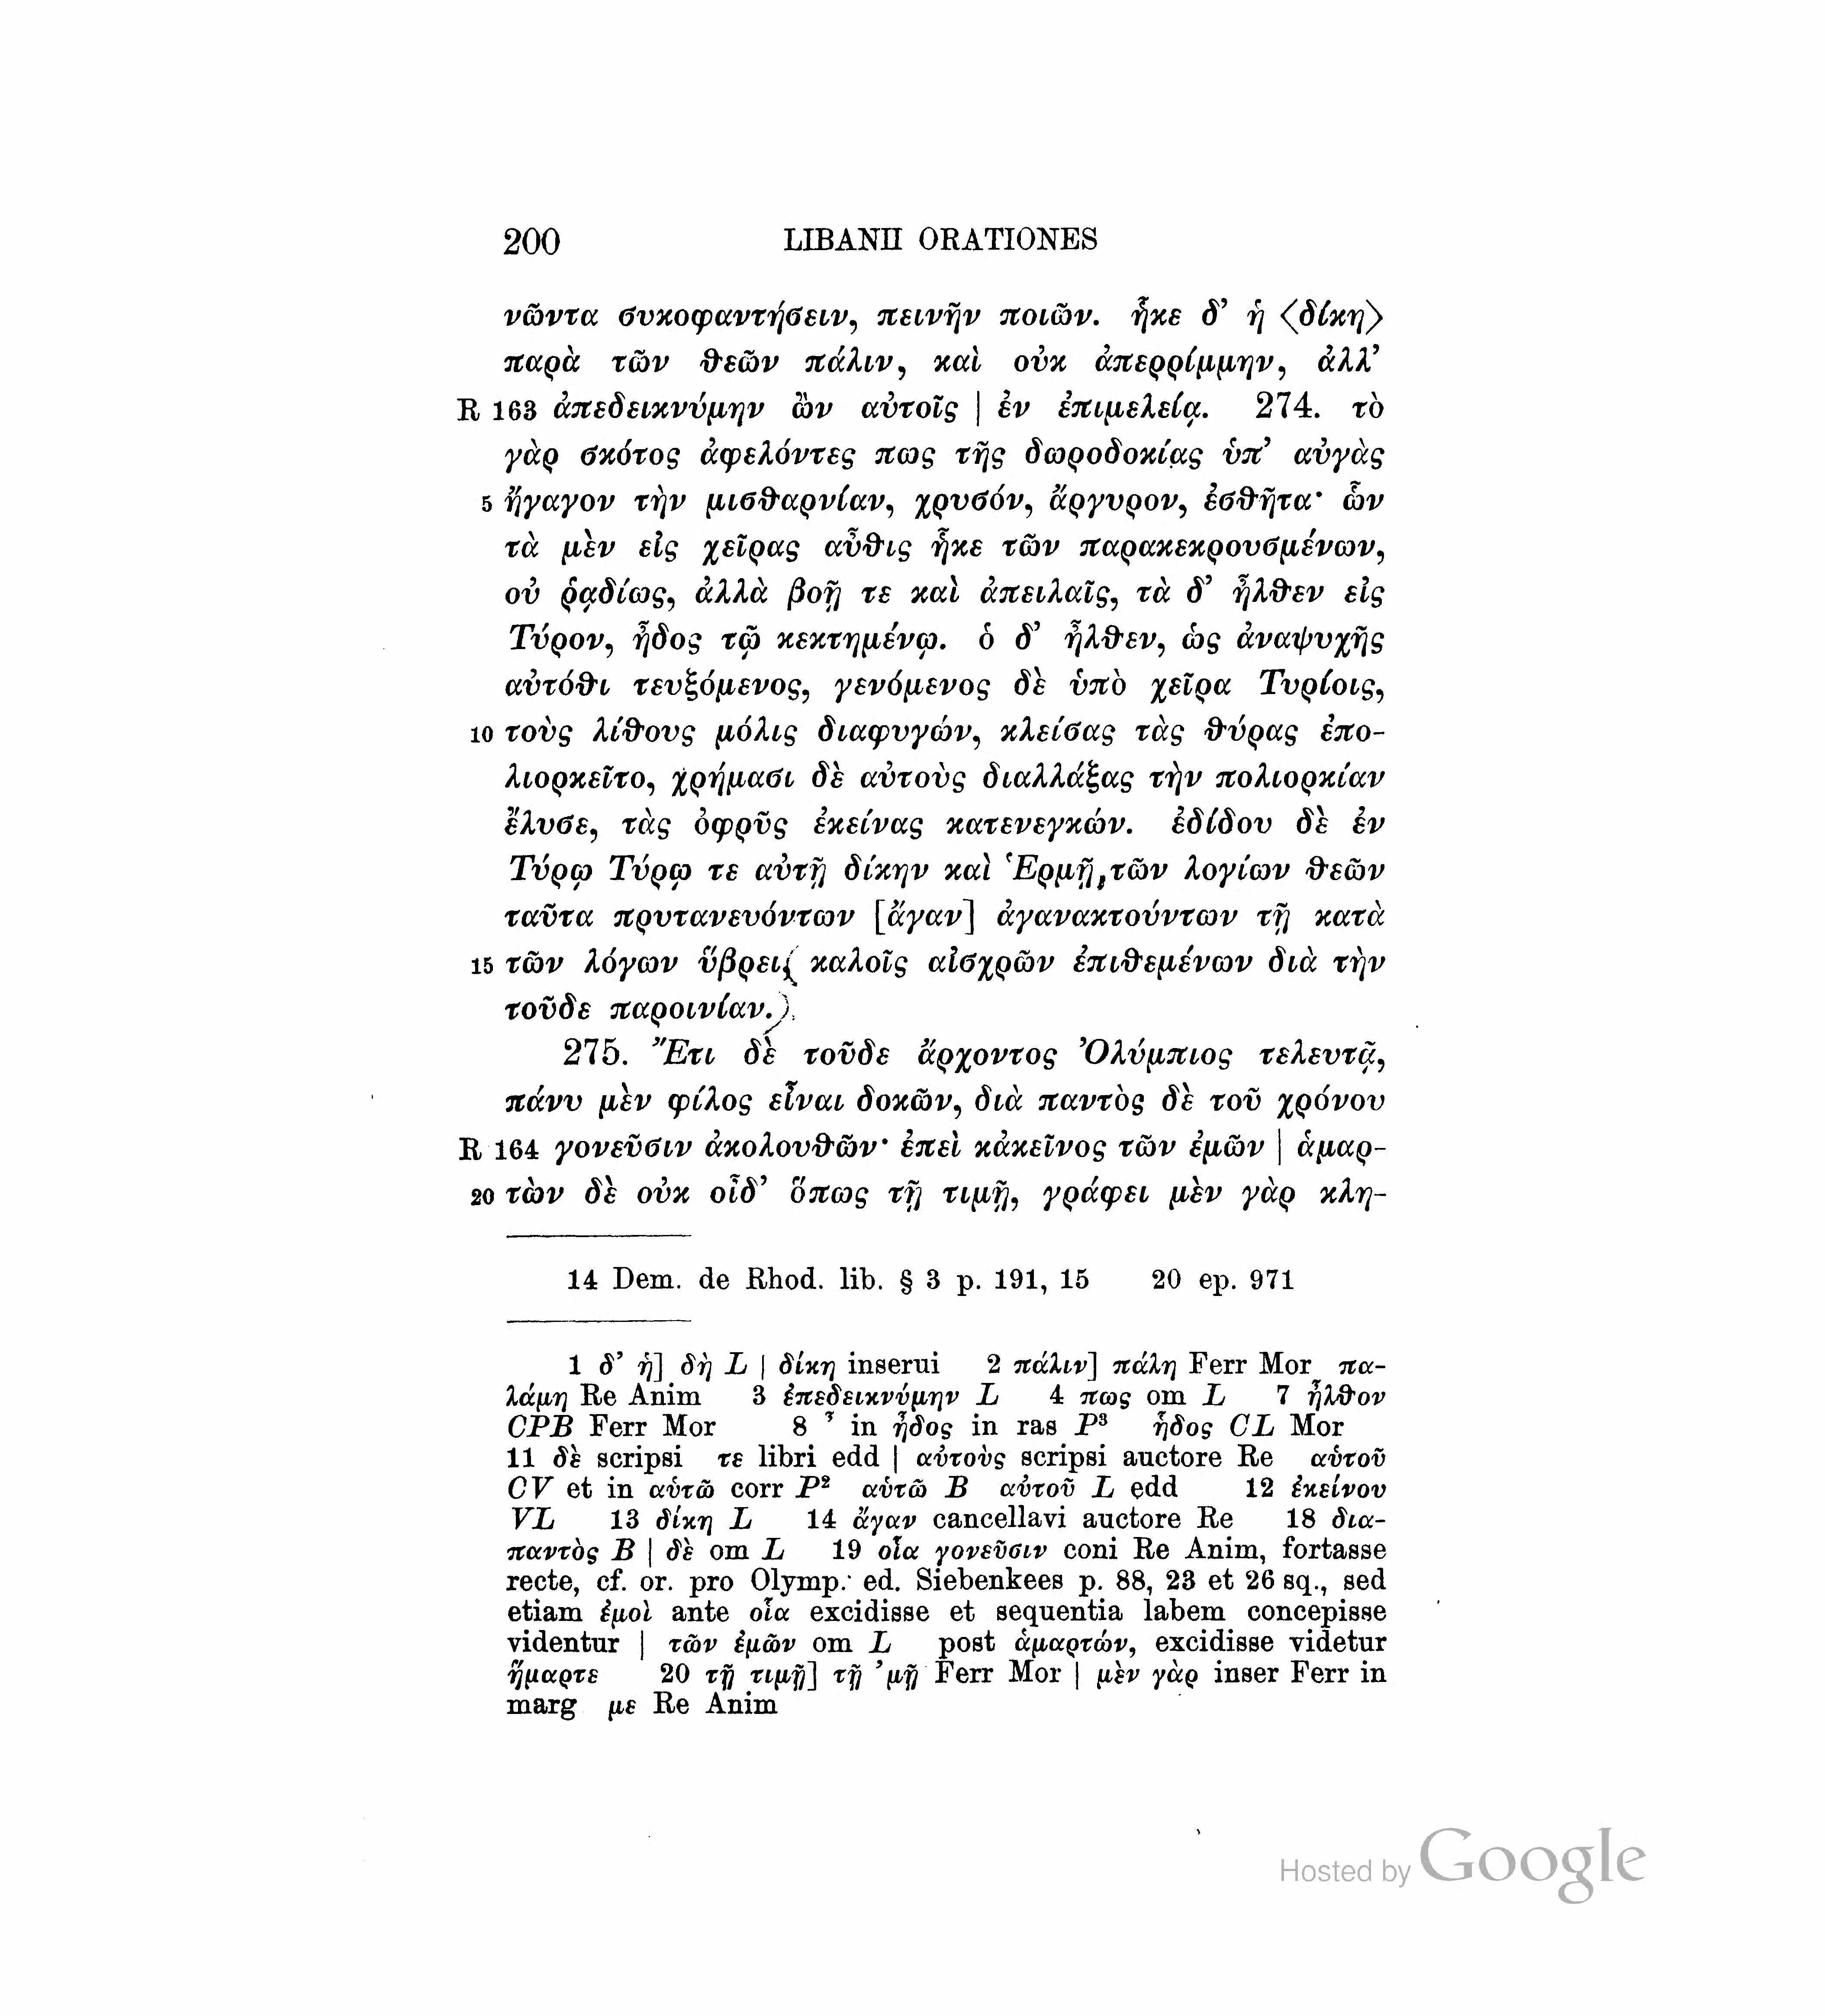 200 LIBANII ORATIONES
νῶντα συκοφαντήσειν, πεινῆν ποιῶν. ἧκε δ’ ἡ 〈δίκη〉
παρὰ τῶν θεῶν πάλιν, καὶ οὐκ ἀπερρίμμην, ἀλλ’
R 163 ἀπεδεικνύμην ὢν αὐτοῖς | ἐν ἐπιμελείᾳ. 274. τὸ
γὰρ σκότος ἀφελόντες πως τῆς δωροδοκίας ὑπ’ αὐγὰς
5 ἤγαγον τὴν μισθαρνίαν, χρυσόν, ἄργυρον, ἐσθῆτα· ὧν
τὰ μὲν εἰς χεῖρας αὖθις ἧκε τῶν παρακεκρουσμένων,
οὐ ῥᾳδίως, ἀλλὰ βοῇ τε καὶ ἀπειλαῖς, τὰ δ’ ἦλθεν εἰς
Τύρον, ἦδος τῷ κεκτημένῳ. ὁ δ’ ἦλθεν, ὡς ἀναψυχῆς
αὐτόθι τευξόμενος, γενόμενος δὲ ὑπὸ χεῖρα Τυρίοις,
10 τοὺς λίθους μόλις διαφυγών, κλείσας τὰς θύρας ἐπο-
λιορκεῖτο, χρήμασι δὲ αὐτοὺς διαλλάξας τὴν πολιορκίαν
ἔλυσε, τὰς ὀφρῦς ἐκείνας κατενεγκών. ἐδίδου δὲ ἐν
Τύρῳ Τύρῳ τε αὐτῇ δίκην καὶ Ἑρμῇ, τῶν λογίων θεῶν
ταῦτα πρυτανευόντων [ἄγαν] ἀγανακτούντων τῇ κατὰ
15 τῶν λόγων ὕβρει( καλοῖς αἰσχρῶν ἐπιθεμένων διὰ τὴν
τοῦδε παροινίαν.)
275. Ἔτι δὲ τοῦδε ἄρχοντος Ὀλύμπιος τελευτᾷ,
πάνυ μὲν φίλος εἶναι δοκῶν, διὰ παντὸς δὲ τοῦ χρόνου
R 164 γονεῦσιν ἀκολουθῶν· ἐπεὶ κἀκεῖνος τῶν ἐμῶν | ἁμαρ-
20 τὼν δὲ οὐκ οἶδ’ ὅπως τῇ τιμῇ, γράφει μὲν γὰρ κλη-
14 Dem. de Rhod. lib. § 3 p. 191, 15 20 ep. 971
1 δ’ ἡ] δὴ L | δίκη inserui 2 πάλιν] πάλη Ferr Mor πα-
λάμη Re Anim 3 ἐπεδεικνύμην L 4 πως om L 7 ἦλθον
CPB Ferr Mor 8 ̓͂ in ἦδος in ras P³ ἧδος CL Mor
11 δὲ scripsi τε libri edd | αὐτοὺς scripsi auctore Re αὑτοῦ
CV et in αὑτῶ corr P² αὑτῶ B αὐτοῦ L edd 12 ἐκείνου
VL 13 δίκη L 14 ἄγαν cancellavi auctore Re 18 δια-
παντὸς B | δὲ om L 19 οἷα γονεῦσιν coni Re Anim, fortasse
recte, cf. or. pro Olymp. ed. Siebenkees p. 88, 23 et 26 sq., sed
etiam ἐμοὶ ante οἷα excidisse et sequentia labem concepisse
videntur | τῶν ἐμῶν om L post ἁμαρτών, excidisse videtur
ἥμαρτε 20 τῇ τιμῇ] τῇ ’μῇ Ferr Mor | μὲν γὰρ inser Ferr in
marg με Re Anim
Hosted by Google